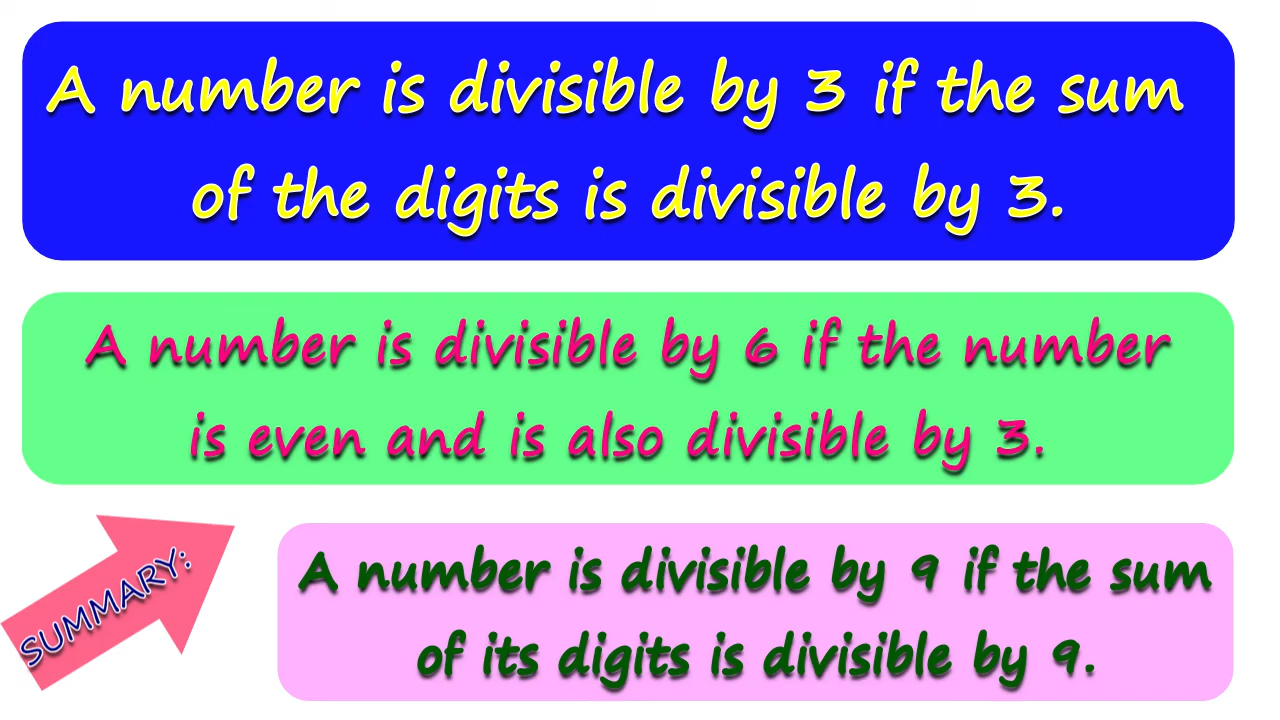 A number is divisible by 3 if the sum
of the digits is divisible by 3.
A number is divisible by 6 if the number
is even and is also divisible by 3.
SUMMARY:
A number is divisible by 9 if the sum
of its digits is divisible by 9.